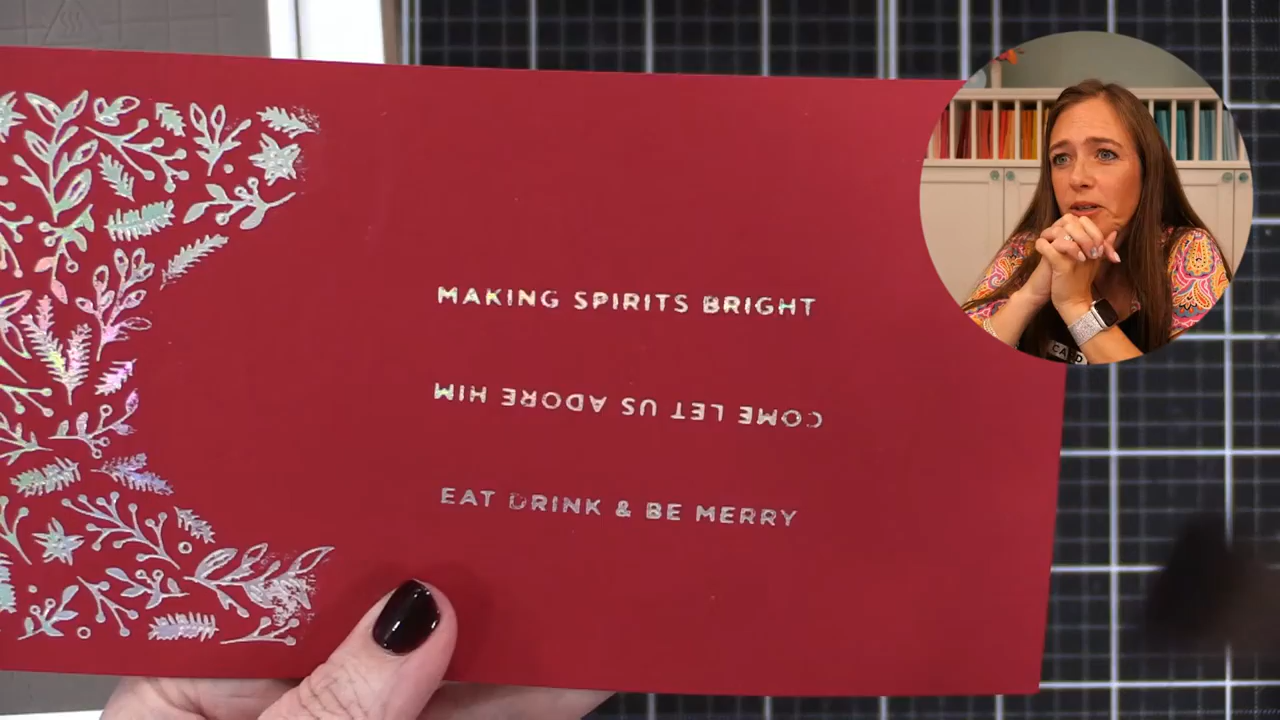 MAKING SPIRITS BRIGHT
COME LET US ADORE HIM
EAT DRINK & BE MERRY